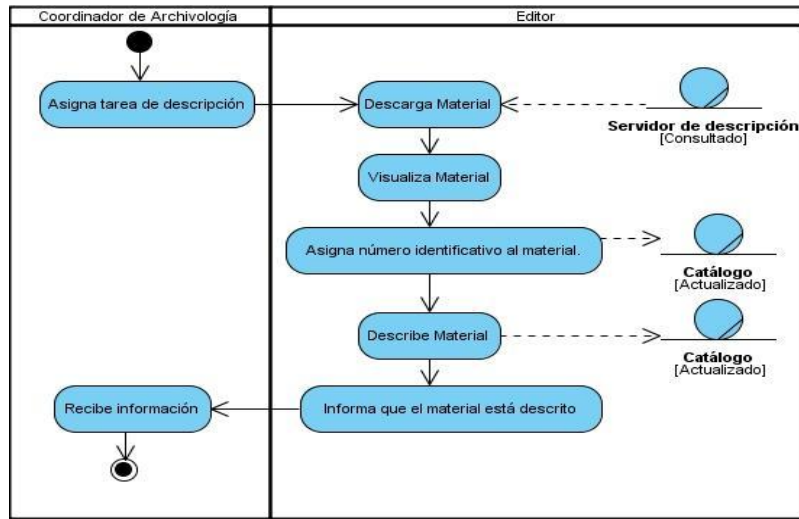 Coordinador de Archivología
Editor
Asigna tarea de descripción
Descarga Material
Servidor de descripción
[Consultado]
Visualiza Material
Asigna número identificativo al material.
Catálogo
[Actualizado]
Describe Material
Catálogo
[Actualizado]
Recibe información
Informa que el material está descrito